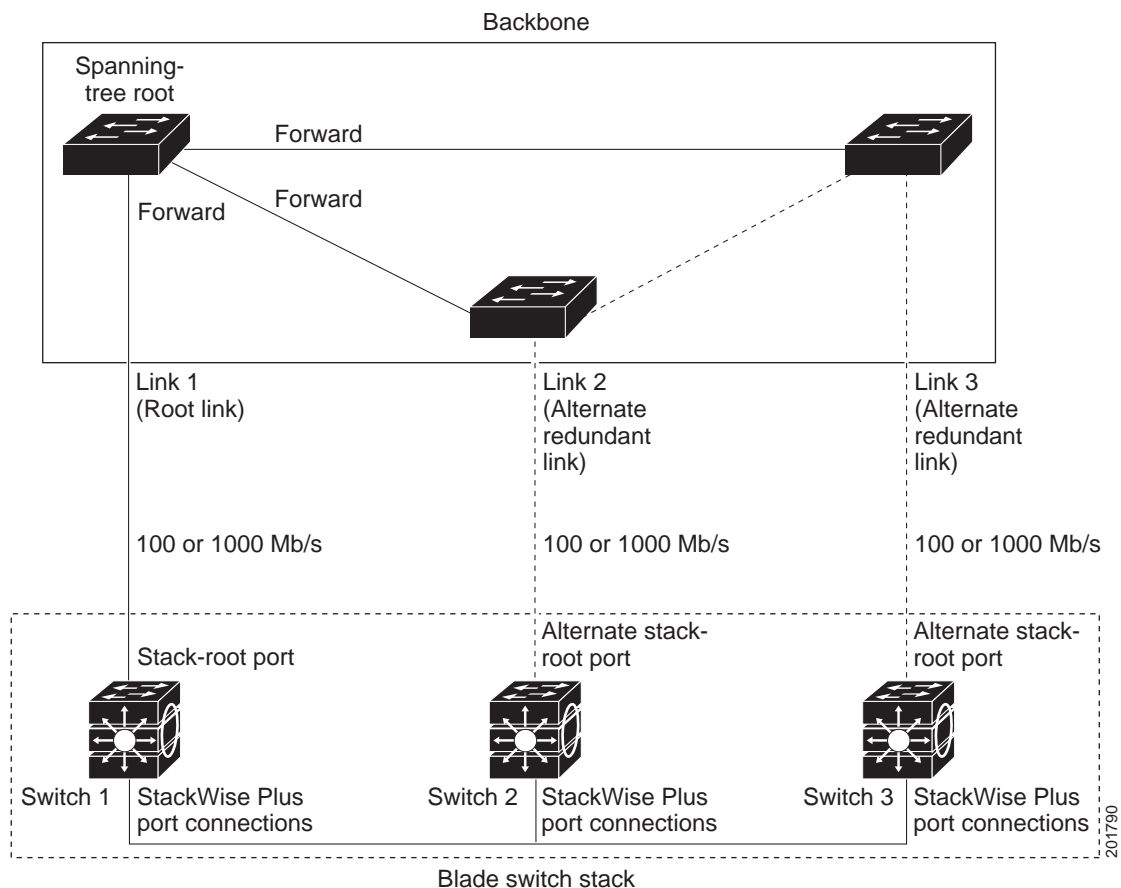 Backbone
Spanning-
tree root
Forward
Forward
Forward
Link 1
(Root link)
Link 2
(Alternate
redundant
link)
Link 3
(Alternate
redundant
link)
100 or 1000 Mb/s
100 or 1000 Mb/s
100 or 1000 Mb/s
Stack-root port
Alternate stack-
root port
Alternate stack-
root port
Switch 1
StackWise Plus
port connections
Switch 2
StackWise Plus
port connections
Switch 3
StackWise Plus
port connections
201790
Blade switch stack